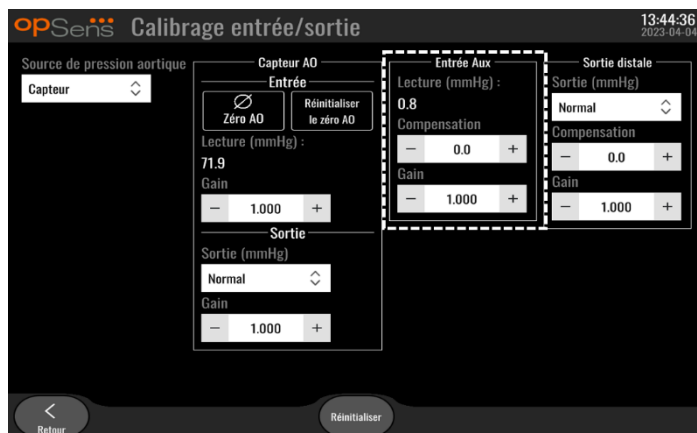 opSens Calibrage entrée/sortie
13:44:36
2023-04-04
Source de pression aortique
Capteur
Capteur AO
Entrée
Zéro AO
Réinitialiser
le zéro AO
Lecture (mmHg) :
71.9
Gain
− 1.000 +
Sortie
Sortie (mmHg)
Normal
Gain
− 1.000 +
Entrée Aux
Lecture (mmHg) :
0.8
Compensation
− 0.0 +
Gain
− 1.000 +
Sortie distale
Sortie (mmHg)
Normal
Compensation
− 0.0 +
Gain
− 1.000 +
Retour
Réinitialiser